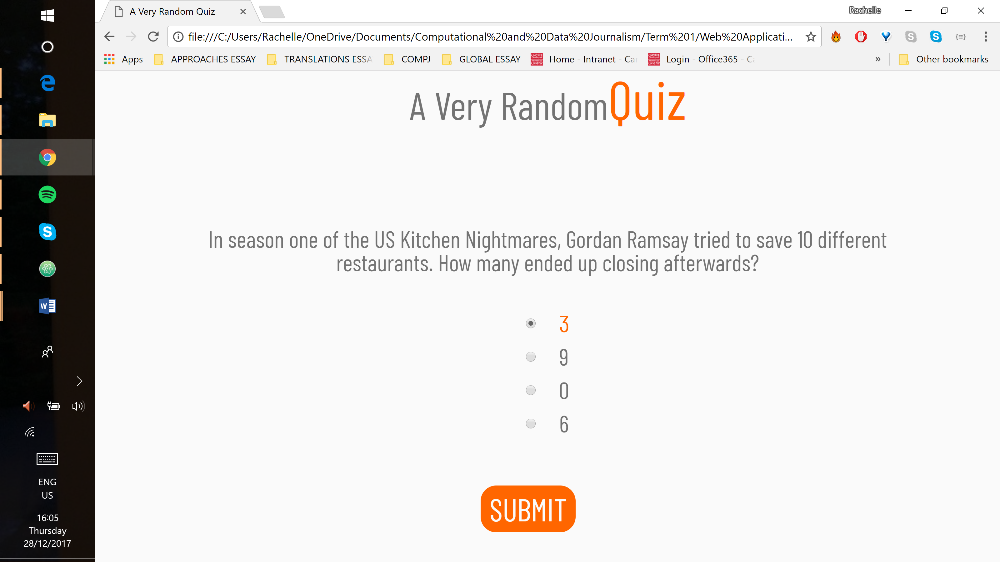 A Very Random Quiz
Rachelle
file:///C:/Users/Rachelle/OneDrive/Documents/Computational%20and%20Data%20Journalism/Term%201/Web%20Applicati...
Apps APPROACHES ESSAY TRANSLATIONS ESSA COMPJ GLOBAL ESSAY Home - Intranet - Car Login - Office365 - Ca » Other bookmarks
A Very RandomQuiz
In season one of the US Kitchen Nightmares, Gordan Ramsay tried to save 10 different
restaurants. How many ended up closing afterwards?
3
9
0
6
SUBMIT
ENG
US
16:05
Thursday
28/12/2017